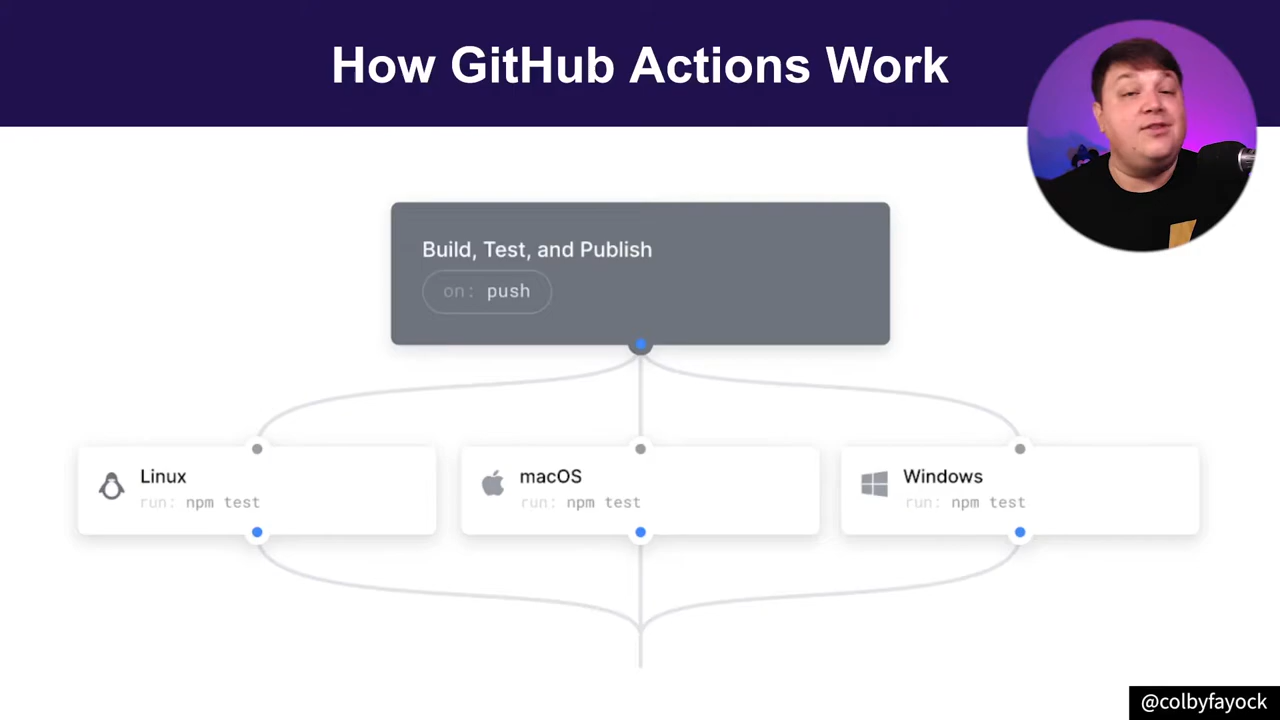 How GitHub Actions Work
Build, Test, and Publish
on: push
Linux
run: npm test
macOS
run: npm test
Windows
run: npm test
@colbyfayock